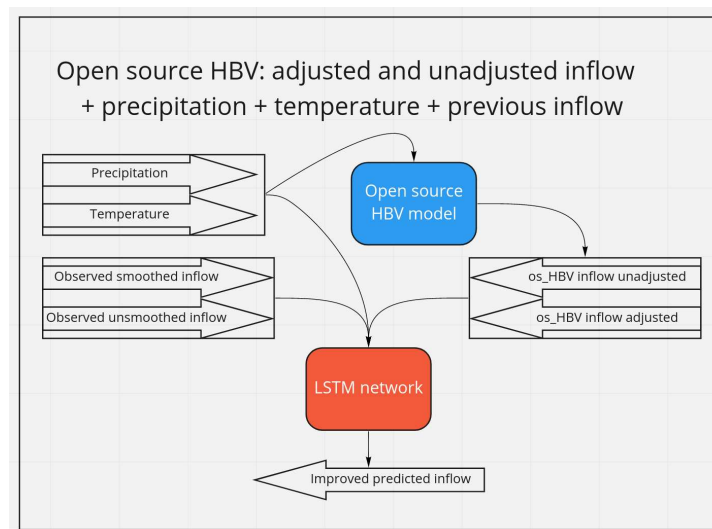 Open source HBV: adjusted and unadjusted inflow
+ precipitation + temperature + previous inflow
Precipitation
Temperature
Open source
HBV model
Observed smoothed inflow
Observed unsmoothed inflow
os_HBV inflow unadjusted
os_HBV inflow adjusted
LSTM network
Improved predicted inflow